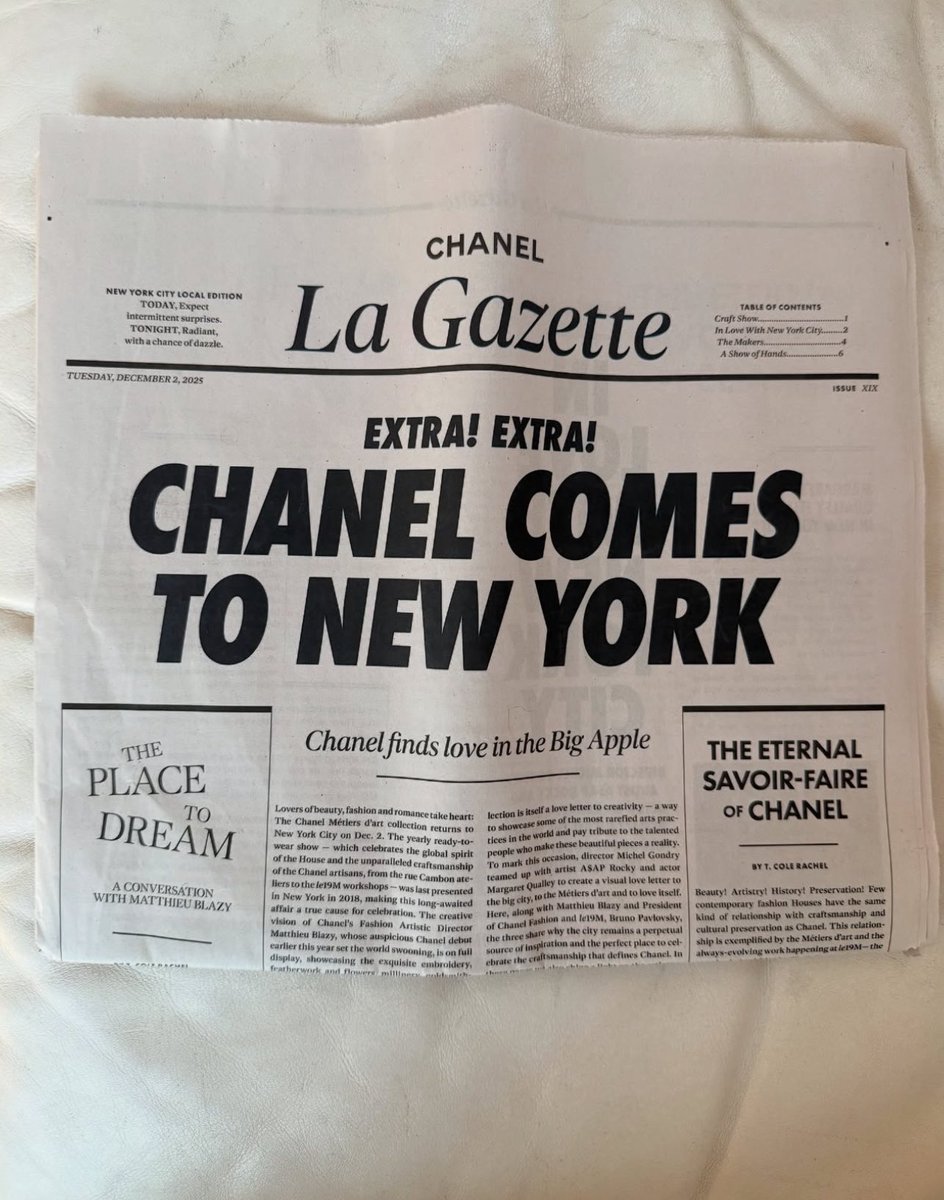 CHANEL
La Gazette
NEW YORK CITY LOCAL EDITION
TODAY, Expect
intermittent surprises.
TONIGHT, Radiant,
with a chance of dazzle.
TABLE OF CONTENTS
Craft Show..............................1
In Love With New York City........2
The Makers............................4
A Show of Hands....................6
TUESDAY, DECEMBER 2, 2025
ISSUE XIX
EXTRA! EXTRA!
CHANEL COMES
TO NEW YORK
THE
PLACE
TO
DREAM
A CONVERSATION
WITH MATTHIEU BLAZY
Chanel finds love in the Big Apple
Lovers of beauty, fashion and romance take heart:
The Chanel Métiers d'art collection returns to
New York City on Dec. 2. The yearly ready-to-
wear show — which celebrates the global spirit
of the House and the unparalleled craftsmanship
of the Chanel artisans, from the rue Cambon ate-
liers to the le19M workshops — was last presented
in New York in 2018, making this long-awaited
affair a true cause for celebration. The creative
vision of Chanel's Fashion Artistic Director
Matthieu Blazy, whose auspicious Chanel debut
earlier this year set the world swooning, is on full
display, showcasing the exquisite embroidery,
featherwork and flowers, millinery, goldsmith-
lection is itself a love letter to creativity — a way
to showcase some of the most rarefied arts prac-
tices in the world and pay tribute to the talented
people who make these beautiful pieces a reality.
To mark this occasion, director Michel Gondry
teamed up with artist A$AP Rocky and actor
Margaret Qualley to create a visual love letter to
the big city, to the Métiers d'art and to love itself.
Here, along with Matthieu Blazy and President
of Chanel Fashion and le19M, Bruno Pavlovsky,
the three share why the city remains a perpetual
source of inspiration and the perfect place to cel-
ebrate the craftsmanship that defines Chanel. In
THE ETERNAL
SAVOIR-FAIRE
OF CHANEL
BY T. COLE RACHEL
Beauty! Artistry! History! Preservation! Few
contemporary fashion Houses have the same
kind of relationship with craftsmanship and
cultural preservation as Chanel. This relation-
ship is exemplified by the Métiers d'art and the
always-evolving work happening at le19M — the